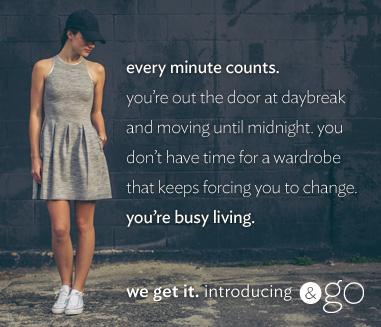 every minute counts.
you're out the door at daybreak
and moving until midnight. you
don't have time for a wardrobe
that keeps forcing you to change.
you're busy living.
we get it. introducing &go